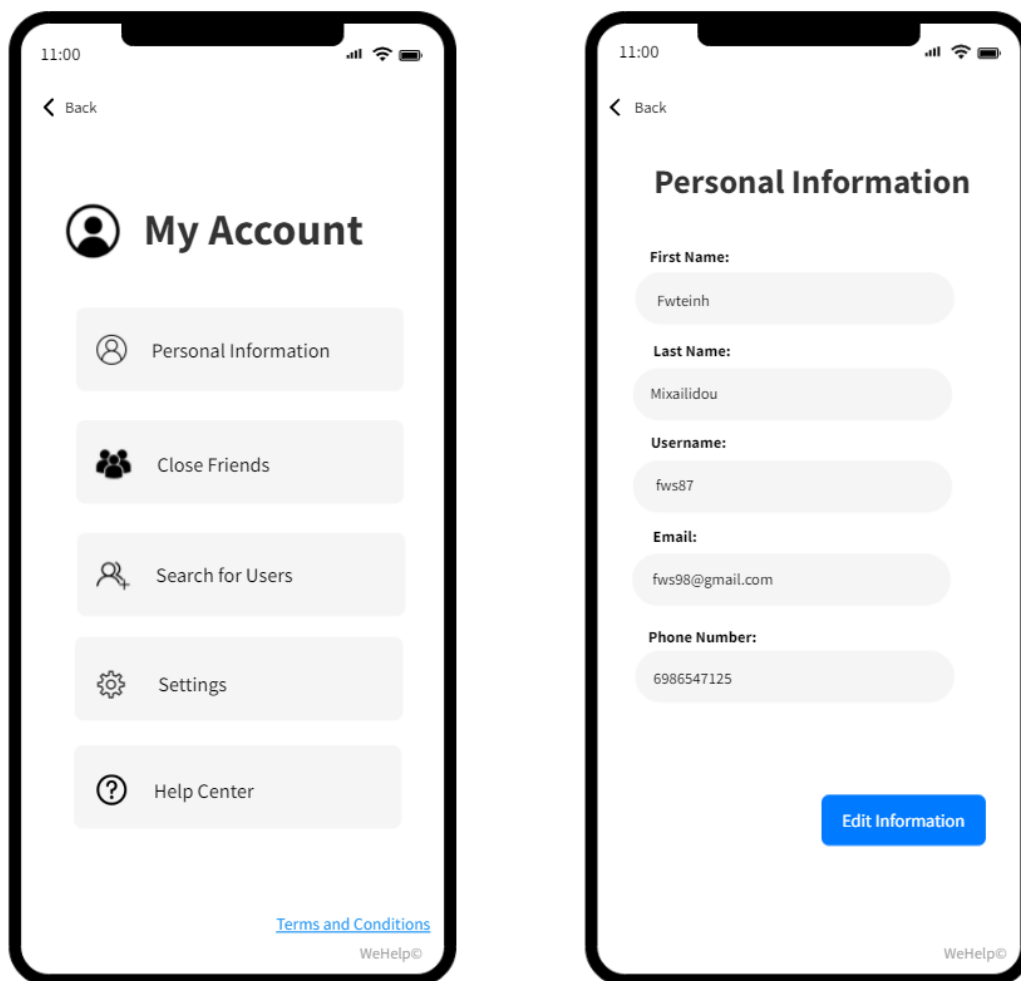 11:00
Back
My Account
Personal Information
Close Friends
Search for Users
Settings
Help Center
Terms and Conditions
WeHelp©
11:00
Back
Personal Information
First Name:
Fwteinh
Last Name:
Mixailidou
Username:
fws87
Email:
fws98@gmail.com
Phone Number:
6986547125
Edit Information
WeHelp©